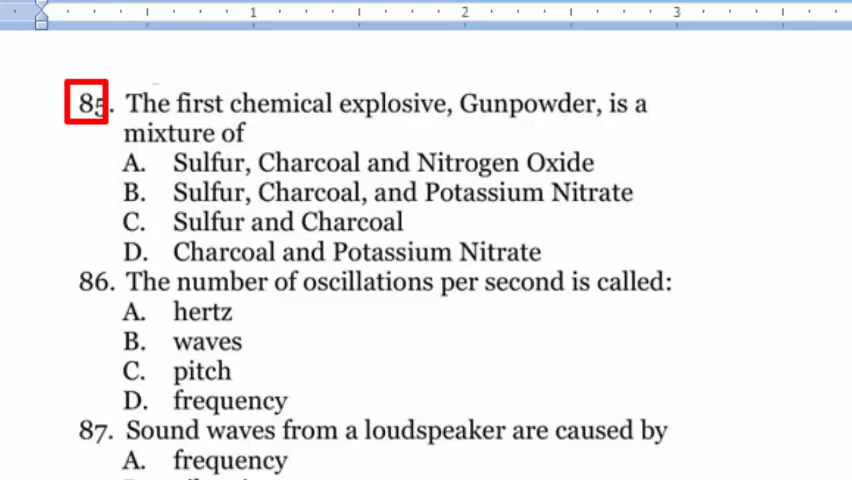 1 2 3
85. The first chemical explosive, Gunpowder, is a
mixture of
A. Sulfur, Charcoal and Nitrogen Oxide
B. Sulfur, Charcoal, and Potassium Nitrate
C. Sulfur and Charcoal
D. Charcoal and Potassium Nitrate
86. The number of oscillations per second is called:
A. hertz
B. waves
C. pitch
D. frequency
87. Sound waves from a loudspeaker are caused by
A. frequency